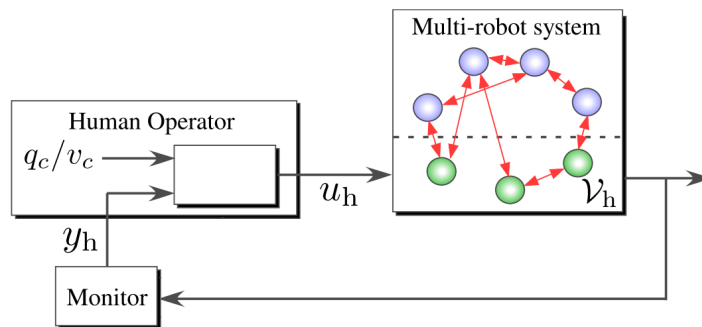 Multi-robot system
Human Operator
q_c/v_c
u_h
𝒱_h
y_h
Monitor